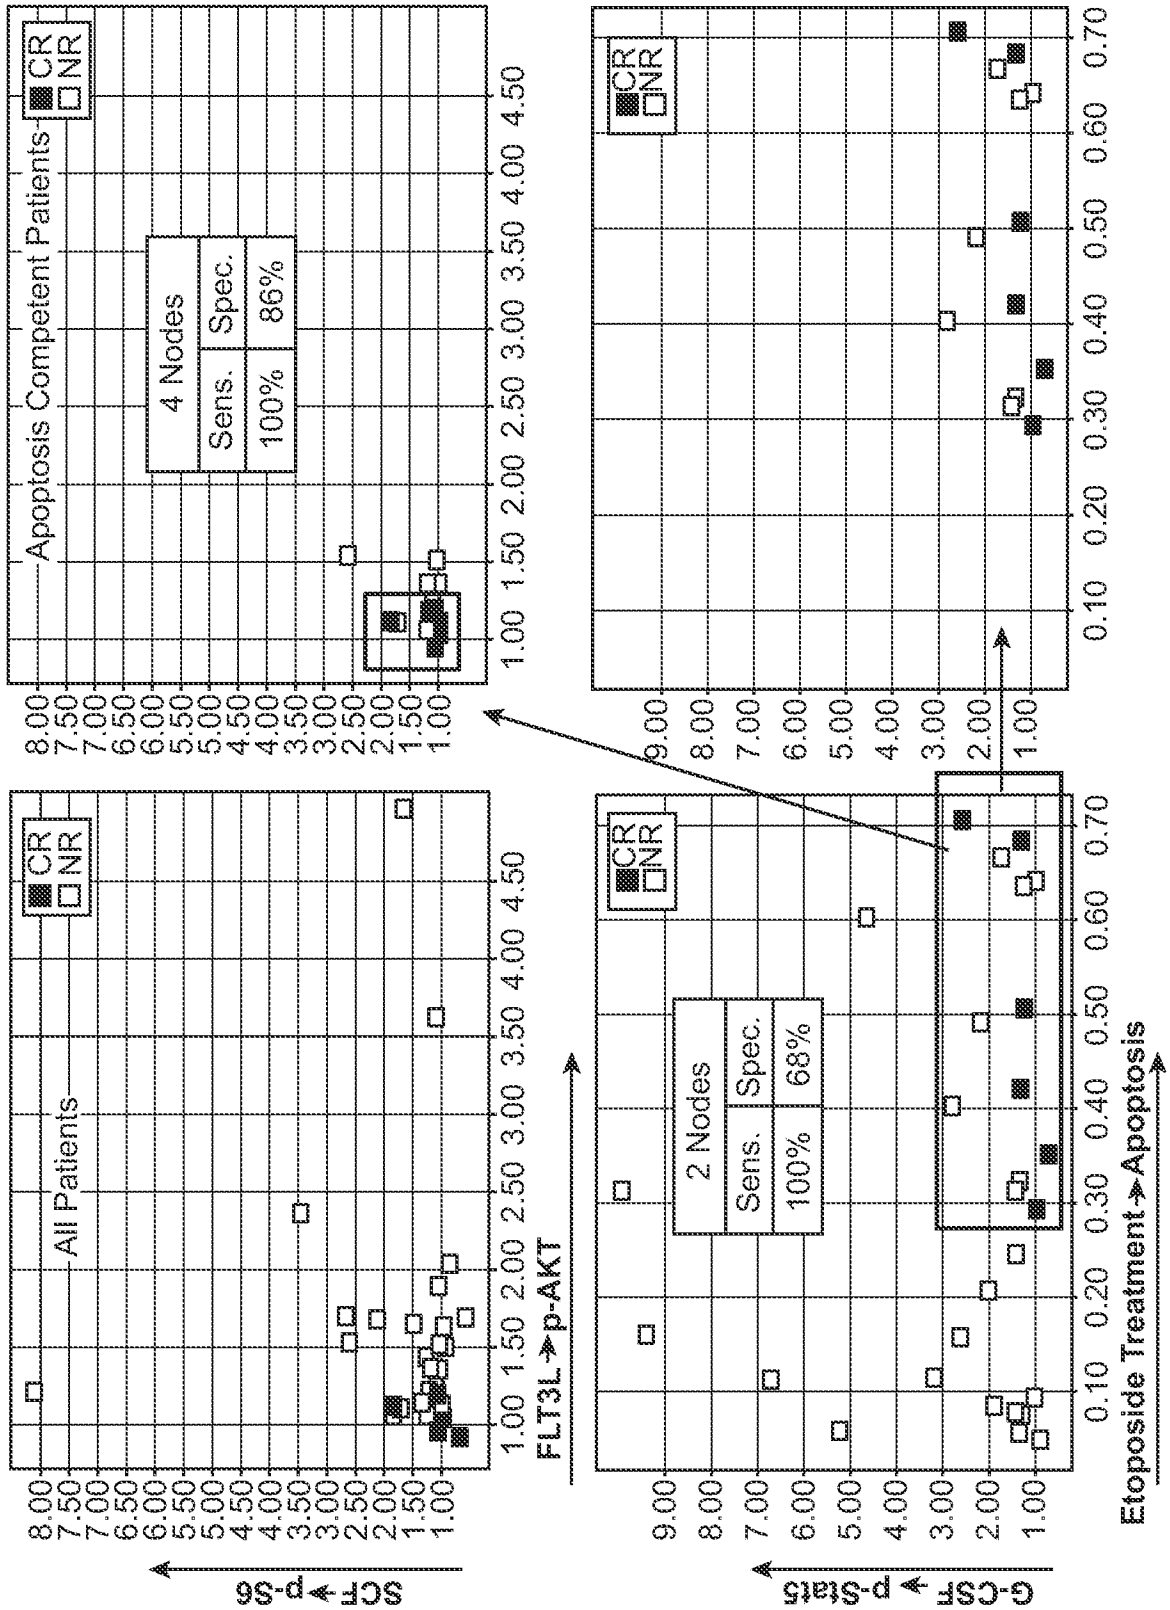 All Patients
CR
NR
8.00
7.50
7.00
6.50
6.00
5.50
5.00
4.50
4.00
3.50
3.00
2.50
2.00
1.50
1.00
1.00 1.50 2.00 2.50 3.00 3.50 4.00 4.50
SCF→
p-S6
FLT3L→p-AKT
Apoptosis Competent Patients
CR
NR
4 Nodes
Sens. Spec.
100% 86%
8.00
7.50
7.00
6.50
6.00
5.50
5.00
4.50
4.00
3.50
3.00
2.50
2.00
1.50
1.00
1.00 1.50 2.00 2.50 3.00 3.50 4.00 4.50
CR
NR
2 Nodes
Sens. Spec.
100% 68%
9.00
8.00
7.00
6.00
5.00
4.00
3.00
2.00
1.00
0.10 0.20 0.30 0.40 0.50 0.60 0.70
G-CSF→
p-Stat5
Etoposide Treatment→Apoptosis
CR
NR
9.00
8.00
7.00
6.00
5.00
4.00
3.00
2.00
1.00
0.10 0.20 0.30 0.40 0.50 0.60 0.70